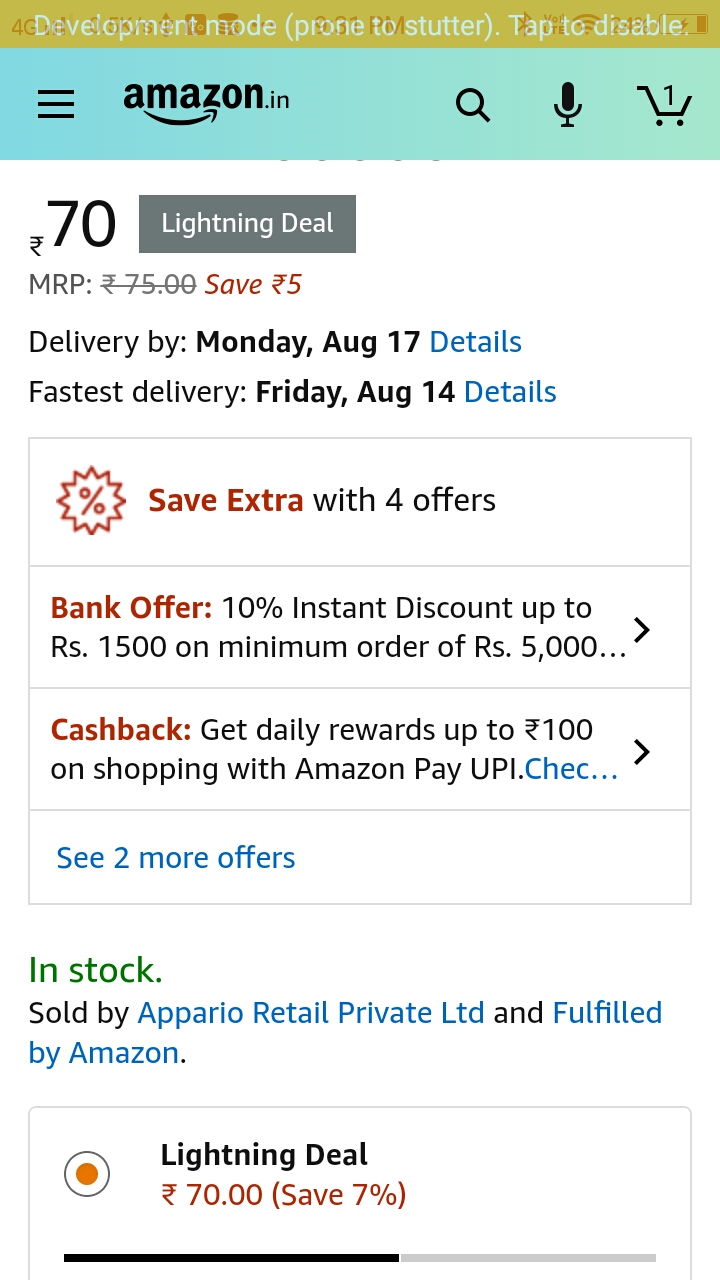 Development mode (prone to stutter). Tap to disable.
amazon.in
1
₹70 Lightning Deal
MRP: ₹ 75.00 Save ₹5
Delivery by: Monday, Aug 17 Details
Fastest delivery: Friday, Aug 14 Details
% Save Extra with 4 offers
Bank Offer: 10% Instant Discount up to
Rs. 1500 on minimum order of Rs. 5,000...
Cashback: Get daily rewards up to ₹100
on shopping with Amazon Pay UPI.Chec...
See 2 more offers
In stock.
Sold by Appario Retail Private Ltd and Fulfilled
by Amazon.
Lightning Deal
₹ 70.00 (Save 7%)